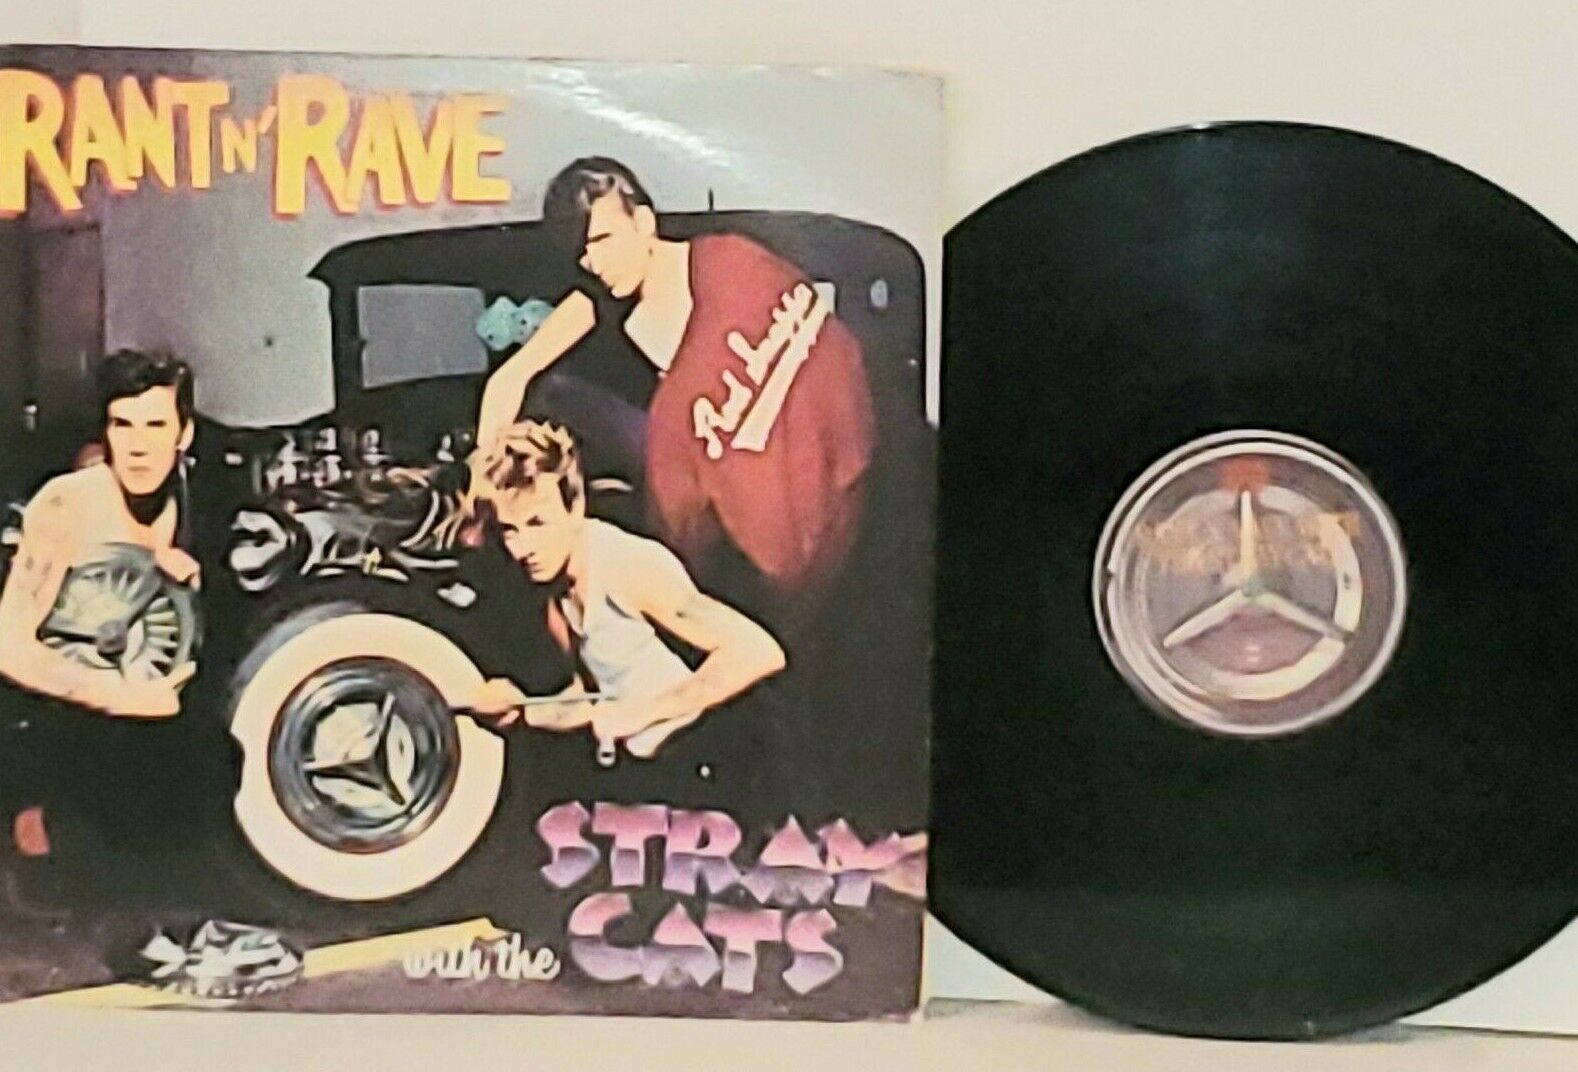 RANT N' RAVE
with the
STRAY
CATS